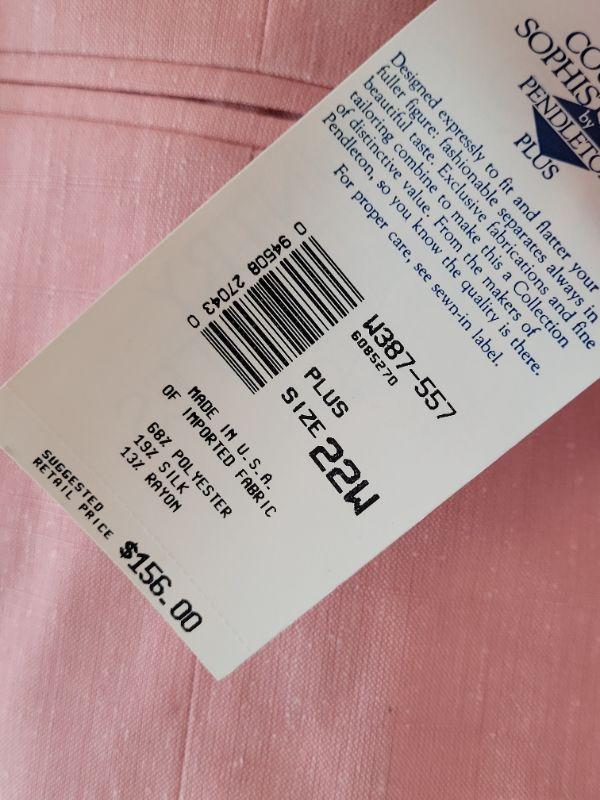 SOPHIS
by
PENDLETO
PLUS
Designed expressly to fit and flatter your
fuller figure: fashionable separates always in
beautiful taste. Exclusive fabrications and fine
tailoring combine to make this a Collection
of distinctive value. From the makers of
Pendleton, so you know the quality is there.
For proper care, see sewn-in label.
W387-557
6085270
0 94508 27043 0
PLUS
SIZE 22W
MADE IN U.S.A.
OF IMPORTED FABRIC
68% POLYESTER
19% SILK
13% RAYON
SUGGESTED
RETAIL PRICE $156.00